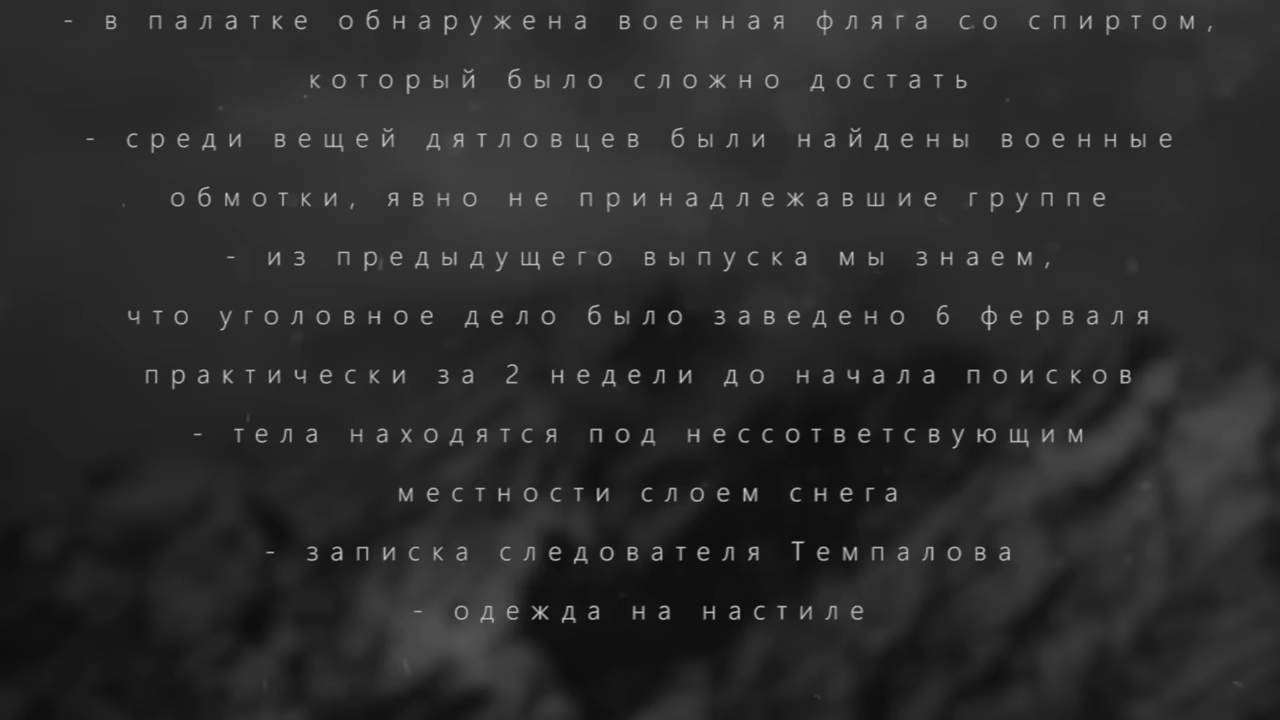 - в палатке обнаружена военная фляга со спиртом,
который было сложно достать
- среди вещей дятловцев были найдены военные
обмотки, явно не принадлежавшие группе
- из предыдущего выпуска мы знаем,
что уголовное дело было заведено 6 ферваля
практически за 2 недели до начала поисков
- тела находятся под нессответсвующим
местности слоем снега
- записка следователя Темпалова
- одежда на настиле